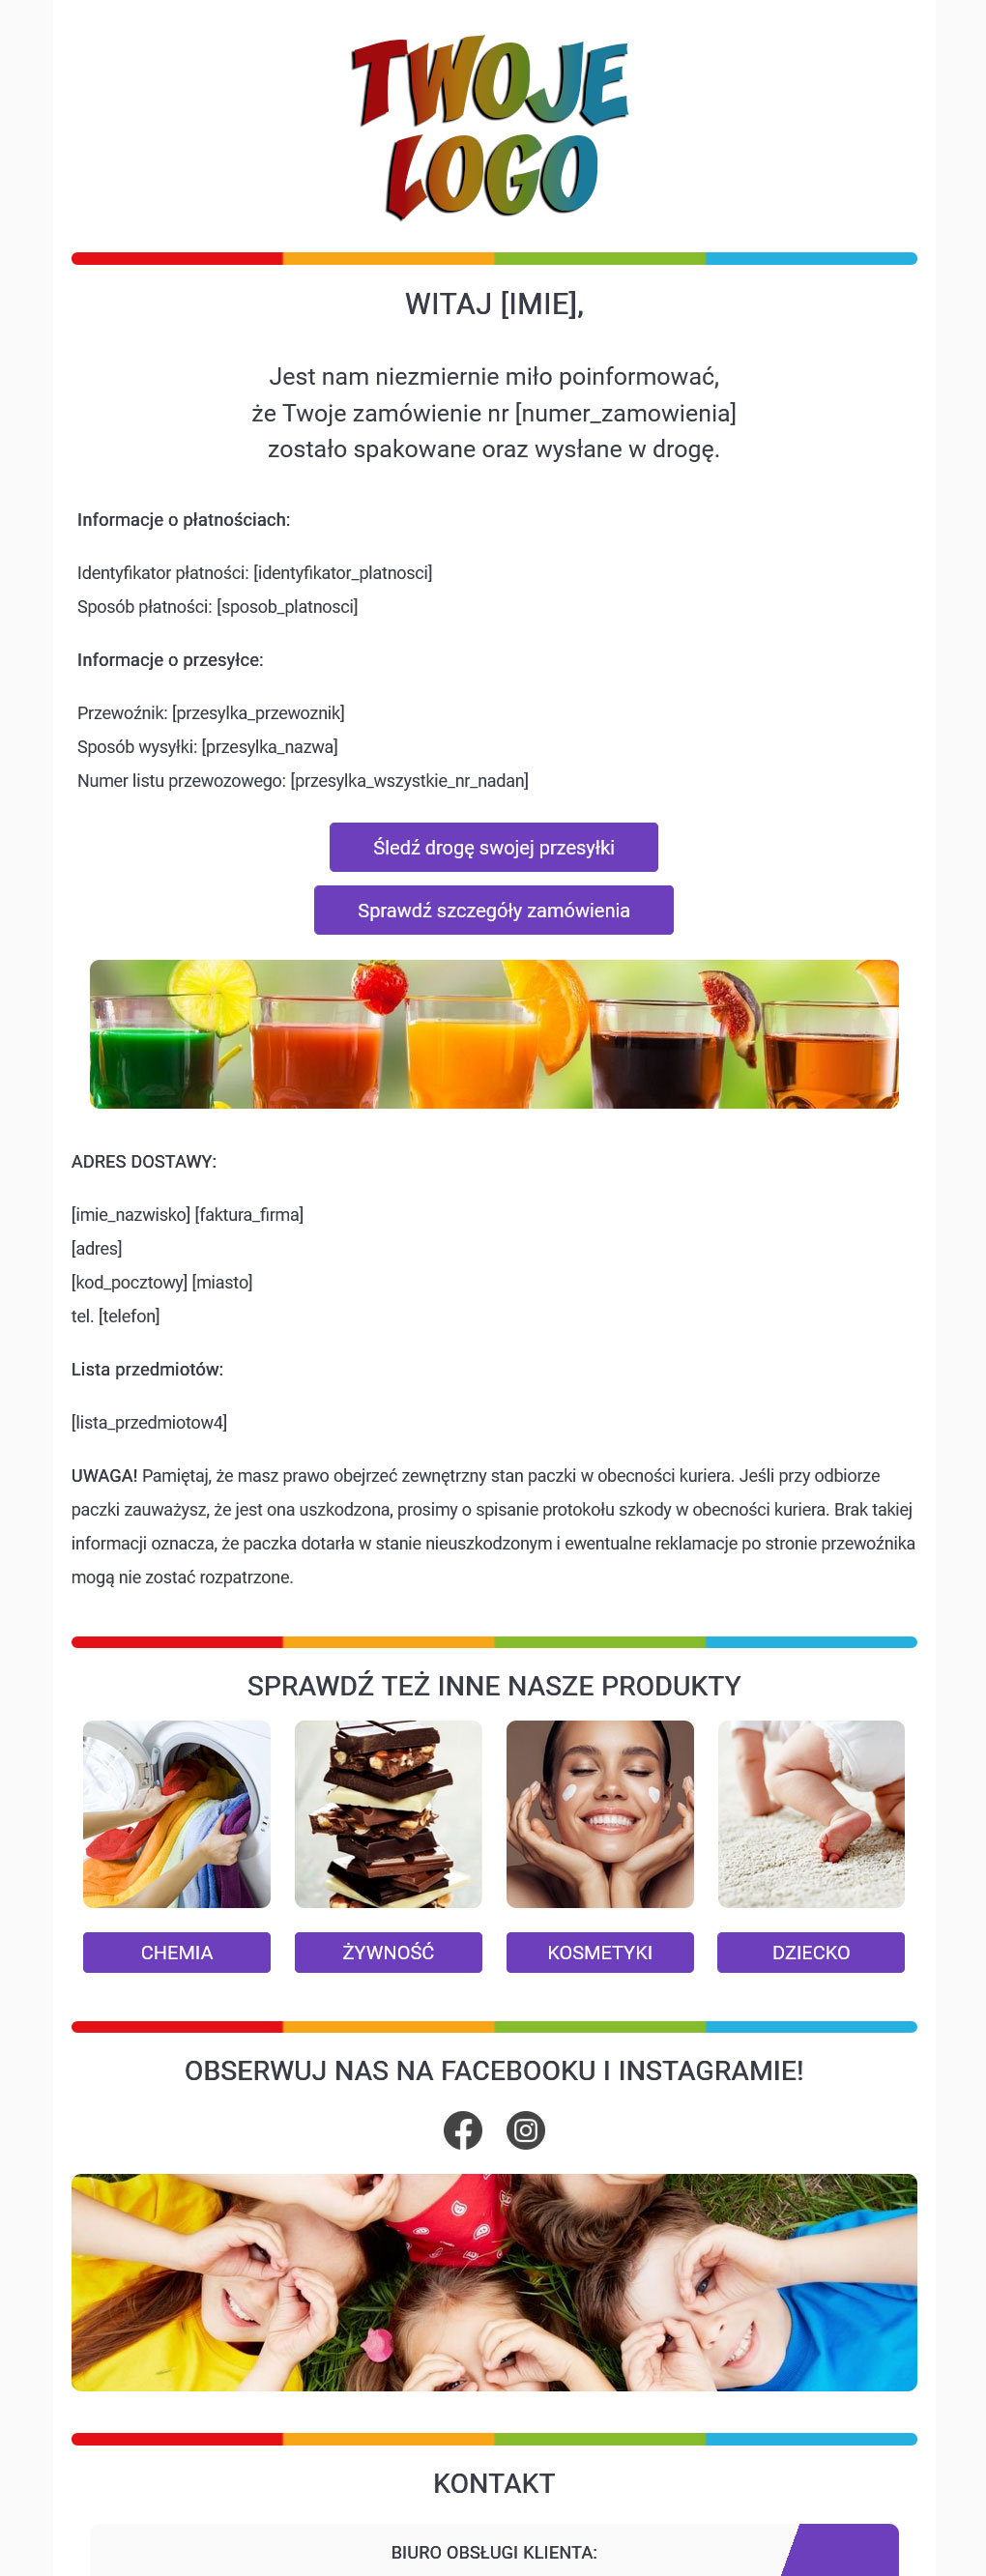 TWOJE
LOGO
WITAJ [IMIE],
Jest nam niezmiernie miło poinformować,
że Twoje zamówienie nr [numer_zamowienia]
zostało spakowane oraz wysłane w drogę.
Informacje o płatnościach:
Identyfikator płatności: [identyfikator_platnosci]
Sposób płatności: [sposob_platnosci]
Informacje o przesyłce:
Przewoźnik: [przesylka_przewoznik]
Sposób wysyłki: [przesylka_nazwa]
Numer listu przewozowego: [przesylka_wszystkie_nr_nadan]
Śledź drogę swojej przesyłki
Sprawdź szczegóły zamówienia
ADRES DOSTAWY:
[imie_nazwisko] [faktura_firma]
[adres]
[kod_pocztowy] [miasto]
tel. [telefon]
Lista przedmiotów:
[lista_przedmiotow4]
UWAGA! Pamiętaj, że masz prawo obejrzeć zewnętrzny stan paczki w obecności kuriera. Jeśli przy odbiorze
paczki zauważysz, że jest ona uszkodzona, prosimy o spisanie protokołu szkody w obecności kuriera. Brak takiej
informacji oznacza, że paczka dotarła w stanie nieuszkodzonym i ewentualne reklamacje po stronie przewoźnika
mogą nie zostać rozpatrzone.
SPRAWDŹ TEŻ INNE NASZE PRODUKTY
CHEMIA
ŻYWNOŚĆ
KOSMETYKI
DZIECKO
OBSERWUJ NAS NA FACEBOOKU I INSTAGRAMIE!
KONTAKT
BIURO OBSŁUGI KLIENTA: